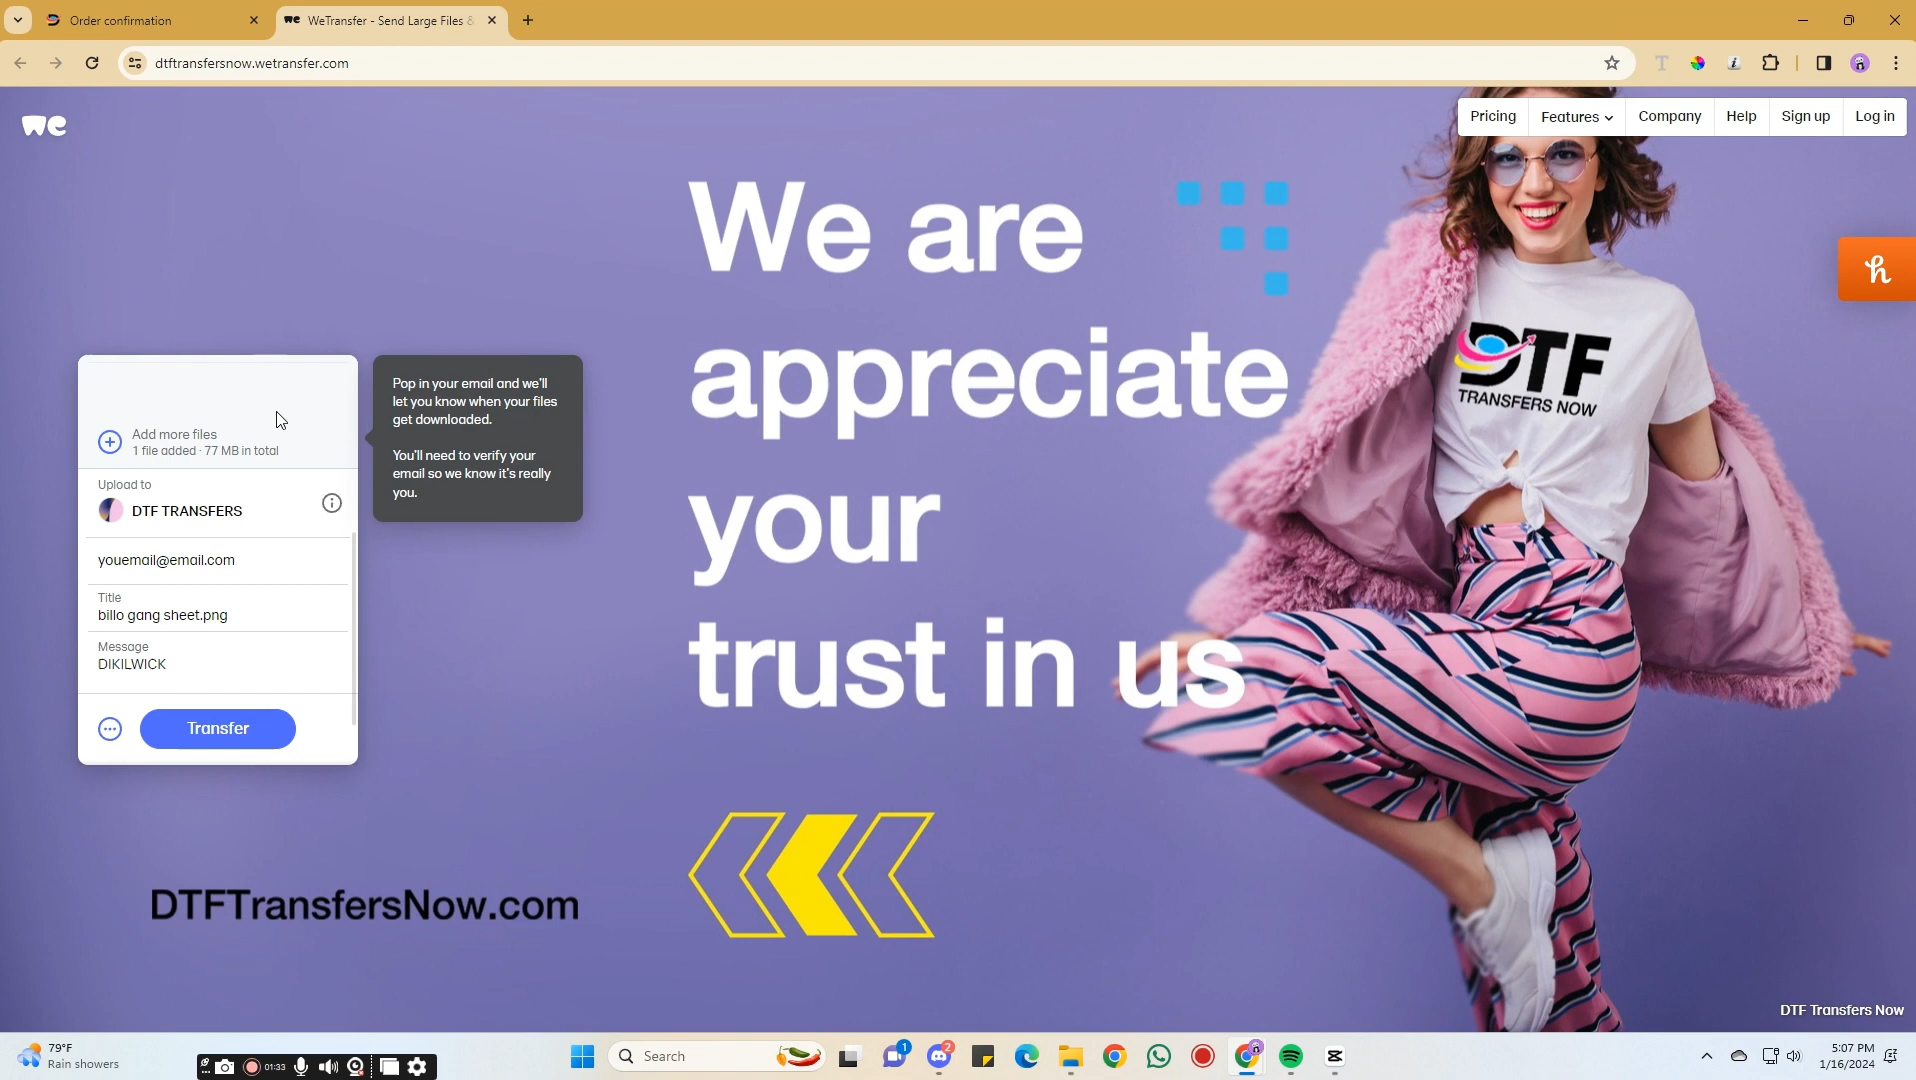 Order confirmation
WeTransfer - Send Large Files &
dtftransfersnow.wetransfer.com
we
Pricing
Features
Company
Help
Sign up
Log in
We are
appreciate
your
trust in us
DTF
TRANSFERS NOW
h
Add more files
1 file added · 77 MB in total
Upload to
DTF TRANSFERS
youemail@email.com
Title
billo gang sheet.png
Message
DIKILWICK
Transfer
Pop in your email and we'll
let you know when your files
get downloaded.
You'll need to verify your
email so we know it's really
you.
DTFTransfersNow.com
DTF Transfers Now
79°F
Rain showers
01:33
Search
1
2
5:07 PM
1/16/2024